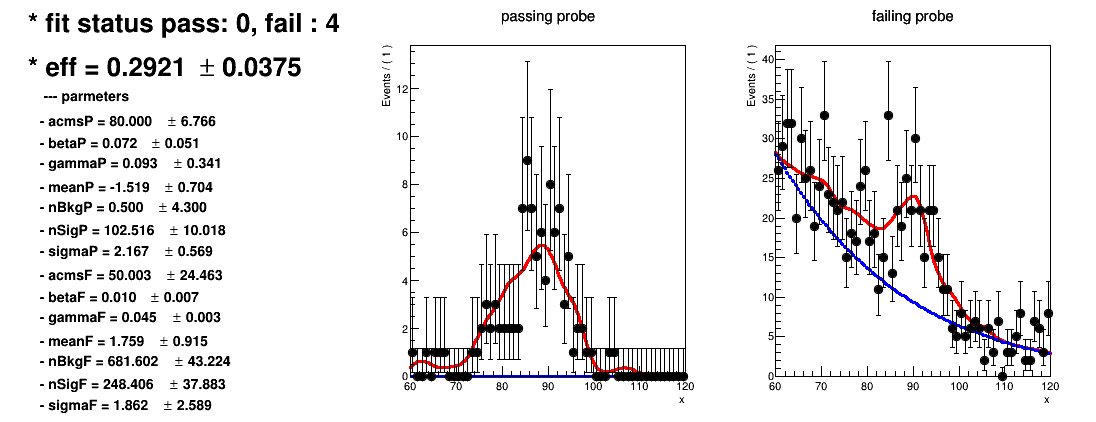 * fit status pass: 0, fail : 4
* eff = 0.2921 ± 0.0375
--- parmeters
- acmsP = 80.000 ± 6.766
- betaP = 0.072 ± 0.051
- gammaP = 0.093 ± 0.341
- meanP = -1.519 ± 0.704
- nBkgP = 0.500 ± 4.300
- nSigP = 102.516 ± 10.018
- sigmaP = 2.167 ± 0.569
- acmsF = 50.003 ± 24.463
- betaF = 0.010 ± 0.007
- gammaF = 0.045 ± 0.003
- meanF = 1.759 ± 0.915
- nBkgF = 681.602 ± 43.224
- nSigF = 248.406 ± 37.883
- sigmaF = 1.862 ± 2.589
passing probe
Events / ( 1 )
12
10
8
6
4
2
0
60 70 80 90 100 110 120
x
failing probe
Events / ( 1 )
40
35
30
25
20
15
10
5
0
60 70 80 90 100 110 120
x